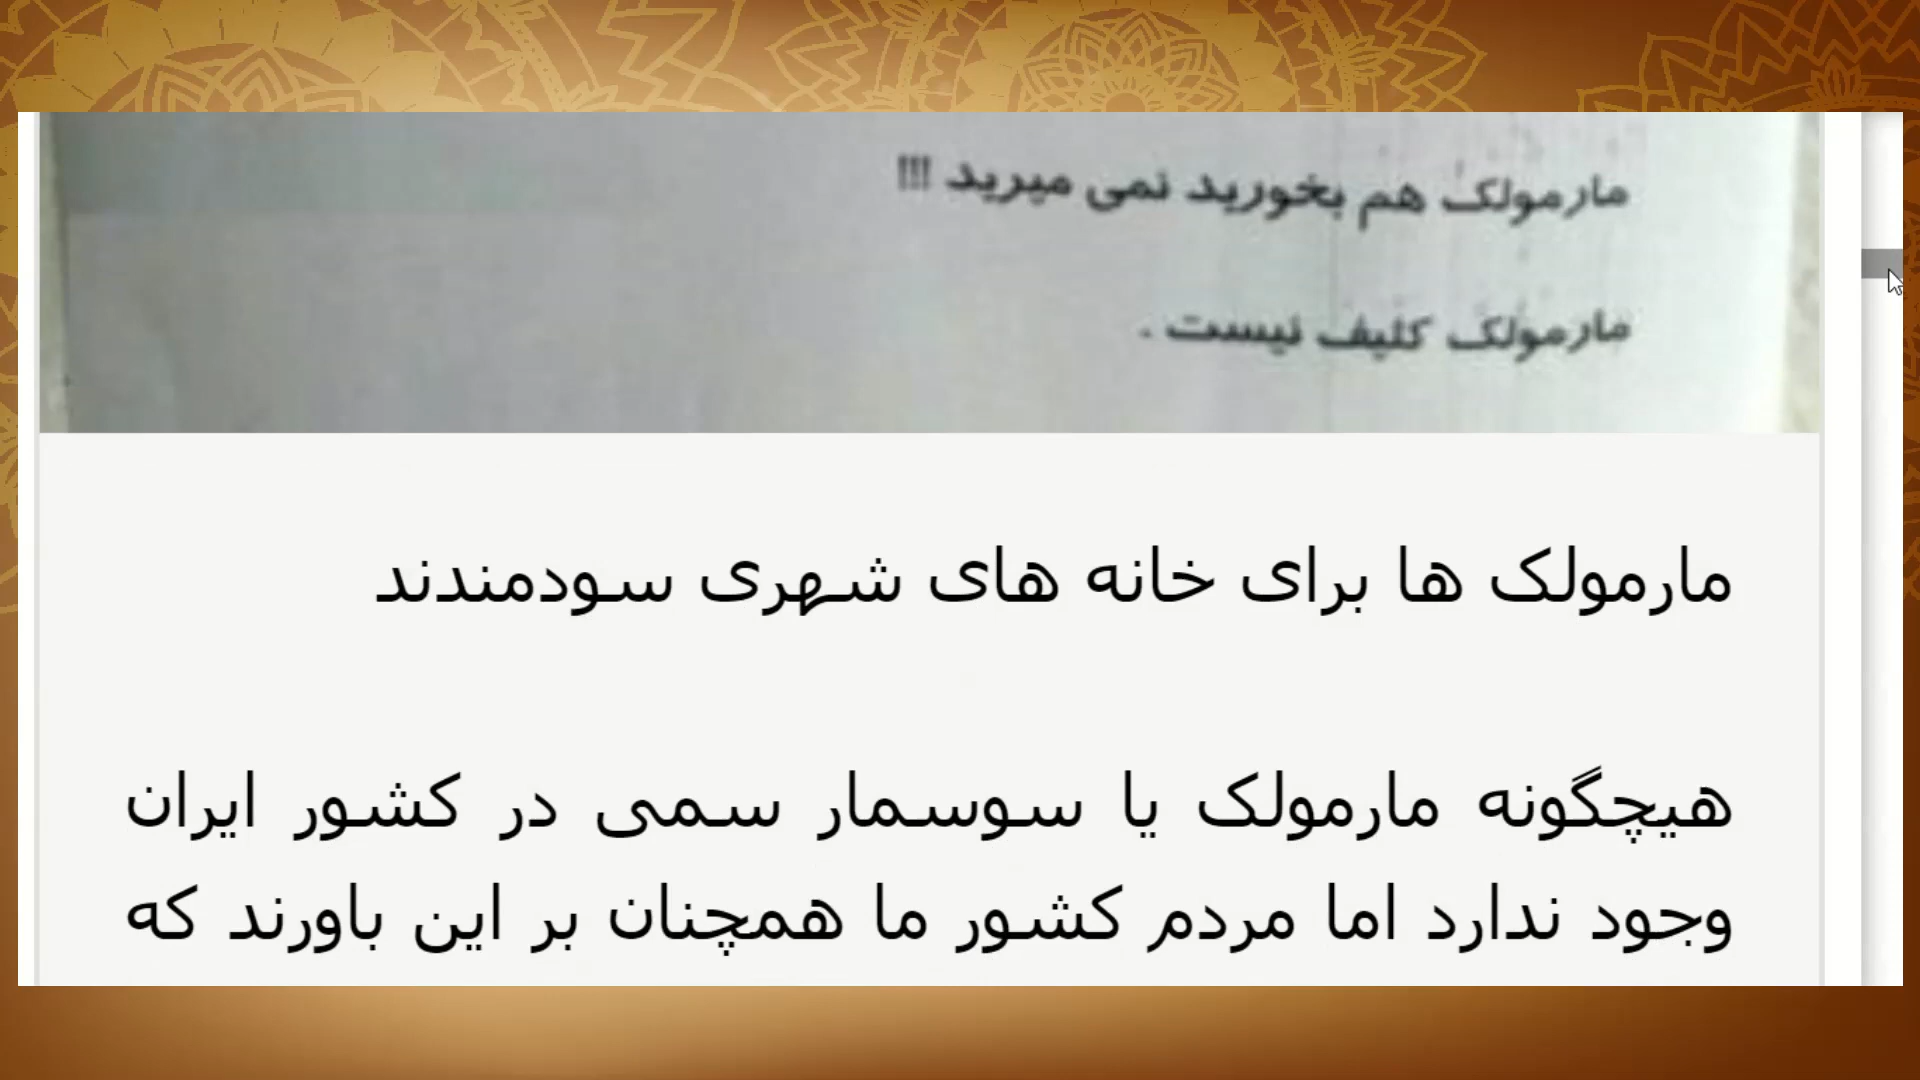 مارمولک هم بخورید نمی میرید !!!
مارمولک کثیف نیست .
مارمولک ها برای خانه های شهری سودمندند
هیچگونه مارمولک یا سوسمار سمی در کشور ایران
وجود ندارد اما مردم کشور ما همچنان بر این باورند که